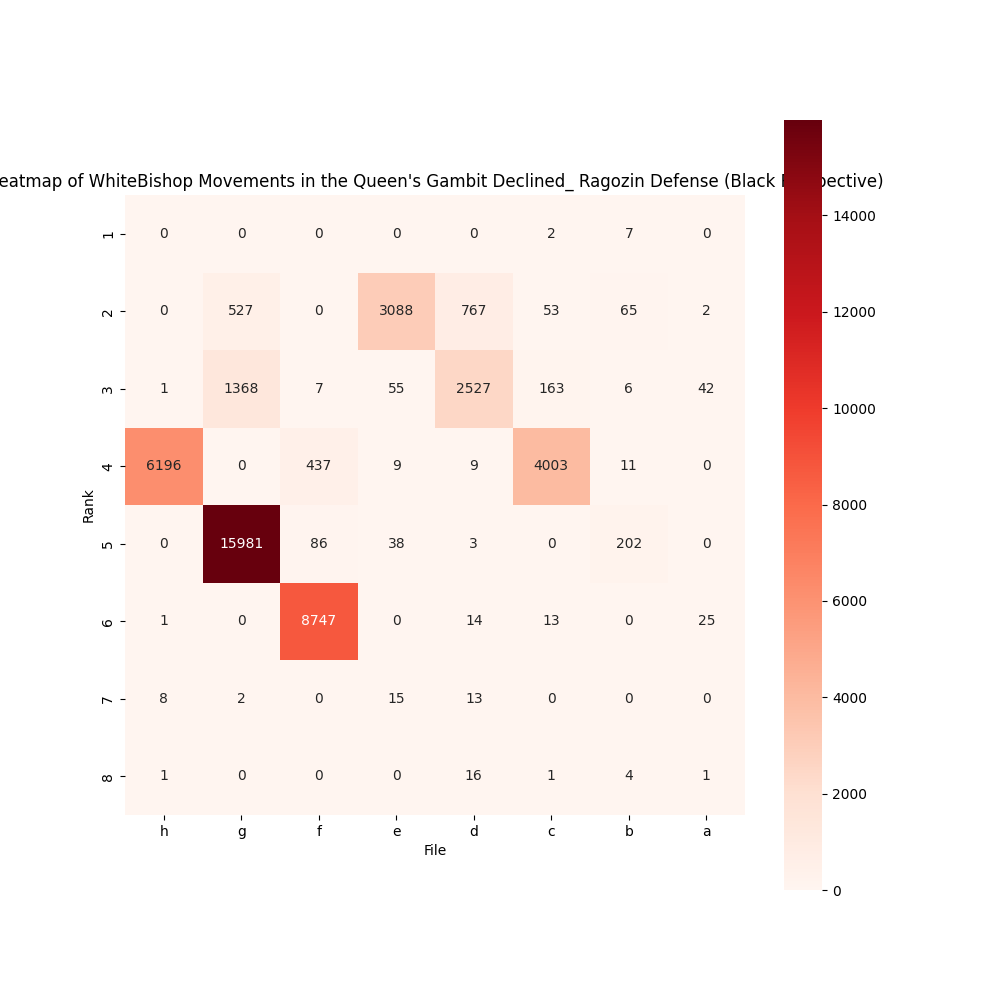 eatmap of WhiteBishop Movements in the Queen's Gambit Declined_ Ragozin Defense (Black pective)
14000
12000
10000
8000
6000
4000
2000
0
Rank
1 0 0 0 0 0 2 7 0
2 0 527 0 3088 767 53 65 2
3 1 1368 7 55 2527 163 6 42
4 6196 0 437 9 9 4003 11 0
5 0 15981 86 38 3 0 202 0
6 1 0 8747 0 14 13 0 25
7 8 2 0 15 13 0 0 0
8 1 0 0 0 16 1 4 1
h g f e d c b a
File